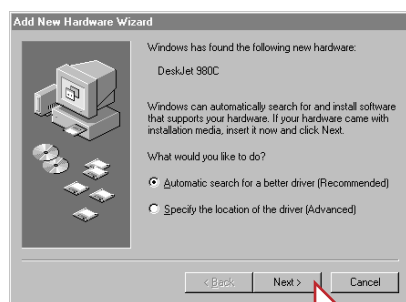 Add New Hardware Wizard
Windows has found the following new hardware:
DeskJet 980C
Windows can automatically search for and install software
that supports your hardware. If your hardware came with
installation media, insert it now and click Next.
What would you like to do?
Automatic search for a better driver (Recommended)
Specify the location of the driver (Advanced)
< Back
Next >
Cancel